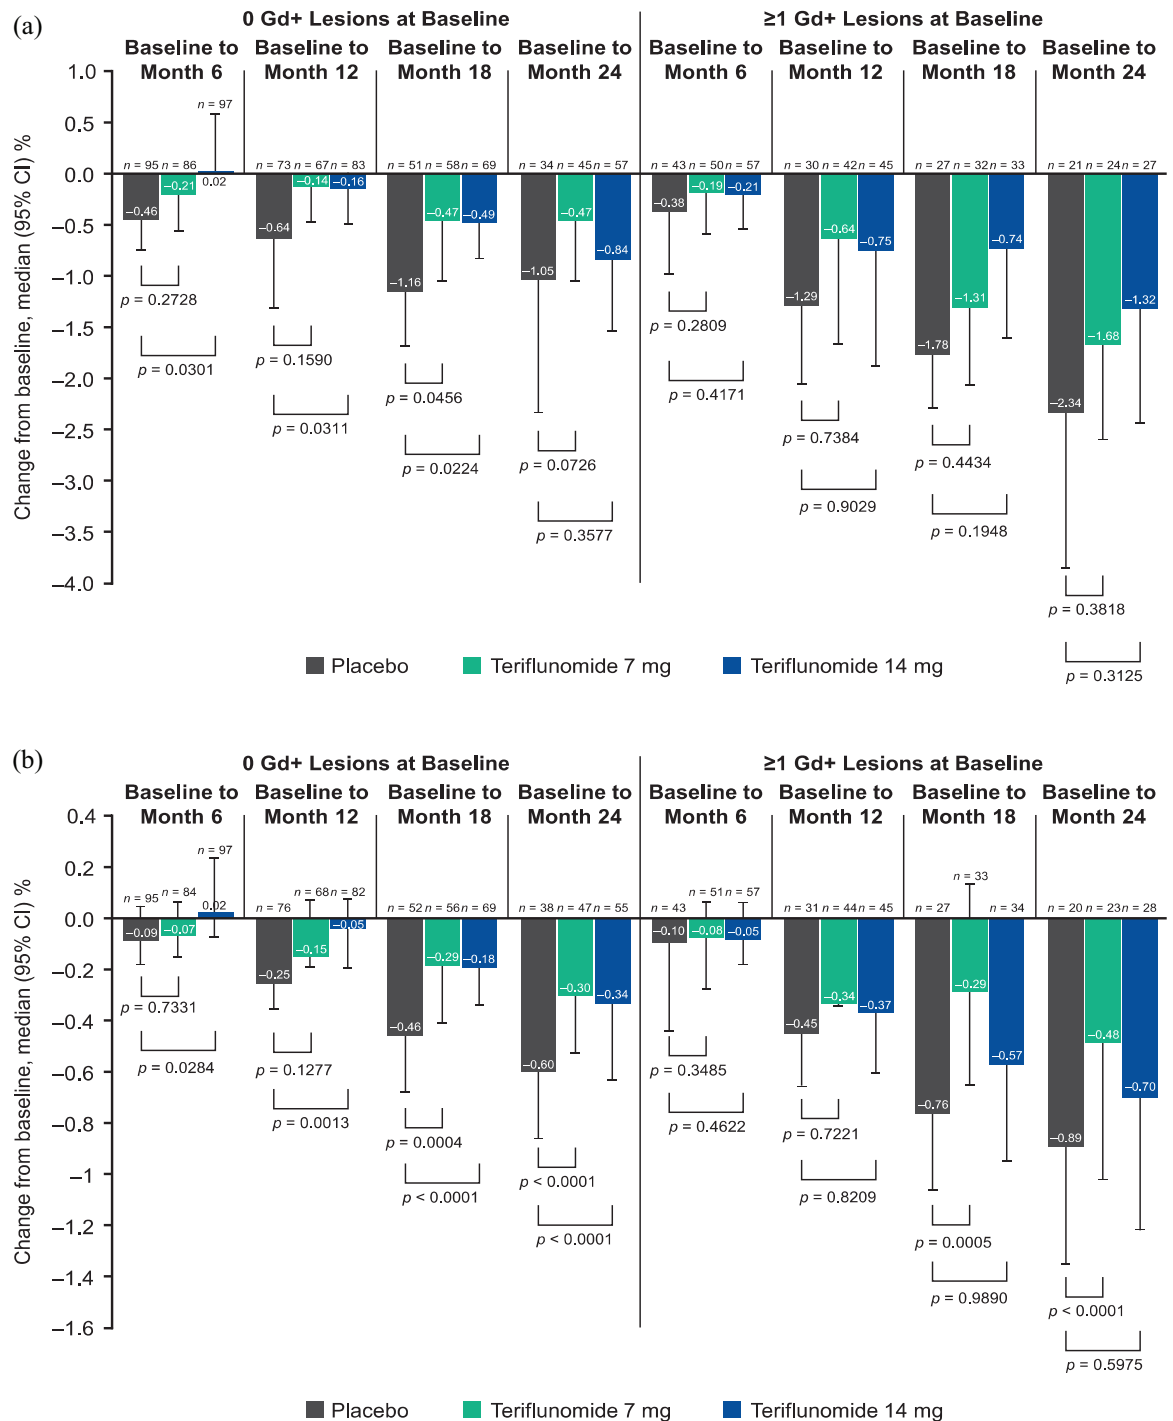 (a)
0 Gd+ Lesions at Baseline
≥1 Gd+ Lesions at Baseline
Baseline to Month 6
Baseline to Month 12
Baseline to Month 18
Baseline to Month 24
Baseline to Month 6
Baseline to Month 12
Baseline to Month 18
Baseline to Month 24
Change from baseline, median (95% CI) %
1.0
0.5
0.0
–0.5
–1.0
–1.5
–2.0
–2.5
–3.0
–3.5
–4.0
n = 95 n = 86 n = 97
–0.46 –0.21 0.02
p = 0.2728
p = 0.0301
n = 73 n = 67 n = 83
–0.64 –0.14 –0.16
p = 0.1590
p = 0.0311
n = 51 n = 58 n = 69
–1.16 –0.47 –0.49
p = 0.0456
p = 0.0224
n = 34 n = 45 n = 57
–1.05 –0.47 –0.84
p = 0.0726
p = 0.3577
n = 43 n = 50 n = 57
–0.38 –0.19 –0.21
p = 0.2809
p = 0.4171
n = 30 n = 42 n = 45
–1.29 –0.64 –0.75
p = 0.7384
p = 0.9029
n = 27 n = 32 n = 33
–1.78 –1.31 –0.74
p = 0.4434
p = 0.1948
n = 21 n = 24 n = 27
–2.34 –1.68 –1.32
p = 0.3818
p = 0.3125
Placebo Teriflunomide 7 mg Teriflunomide 14 mg
(b)
0 Gd+ Lesions at Baseline
≥1 Gd+ Lesions at Baseline
Baseline to Month 6
Baseline to Month 12
Baseline to Month 18
Baseline to Month 24
Baseline to Month 6
Baseline to Month 12
Baseline to Month 18
Baseline to Month 24
Change from baseline, median (95% CI) %
0.4
0.2
0.0
–0.2
–0.4
–0.6
–0.8
–1
–1.2
–1.4
–1.6
n = 95 n = 84 n = 97
–0.09 –0.07 0.02
p = 0.7331
p = 0.0284
n = 76 n = 68 n = 82
–0.25 –0.15 –0.05
p = 0.1277
p = 0.0013
n = 52 n = 56 n = 69
–0.46 –0.29 –0.18
p = 0.0004
p < 0.0001
n = 38 n = 47 n = 55
–0.60 –0.30 –0.34
p < 0.0001
p < 0.0001
n = 43 n = 51 n = 57
–0.10 –0.08 –0.05
p = 0.3485
p = 0.4622
n = 31 n = 44 n = 45
–0.45 –0.34 –0.37
p = 0.7221
p = 0.8209
n = 27 n = 33 n = 34
–0.76 –0.29 –0.57
p = 0.0005
p = 0.9890
n = 20 n = 23 n = 28
–0.89 –0.48 –0.70
p < 0.0001
p = 0.5975
Placebo Teriflunomide 7 mg Teriflunomide 14 mg